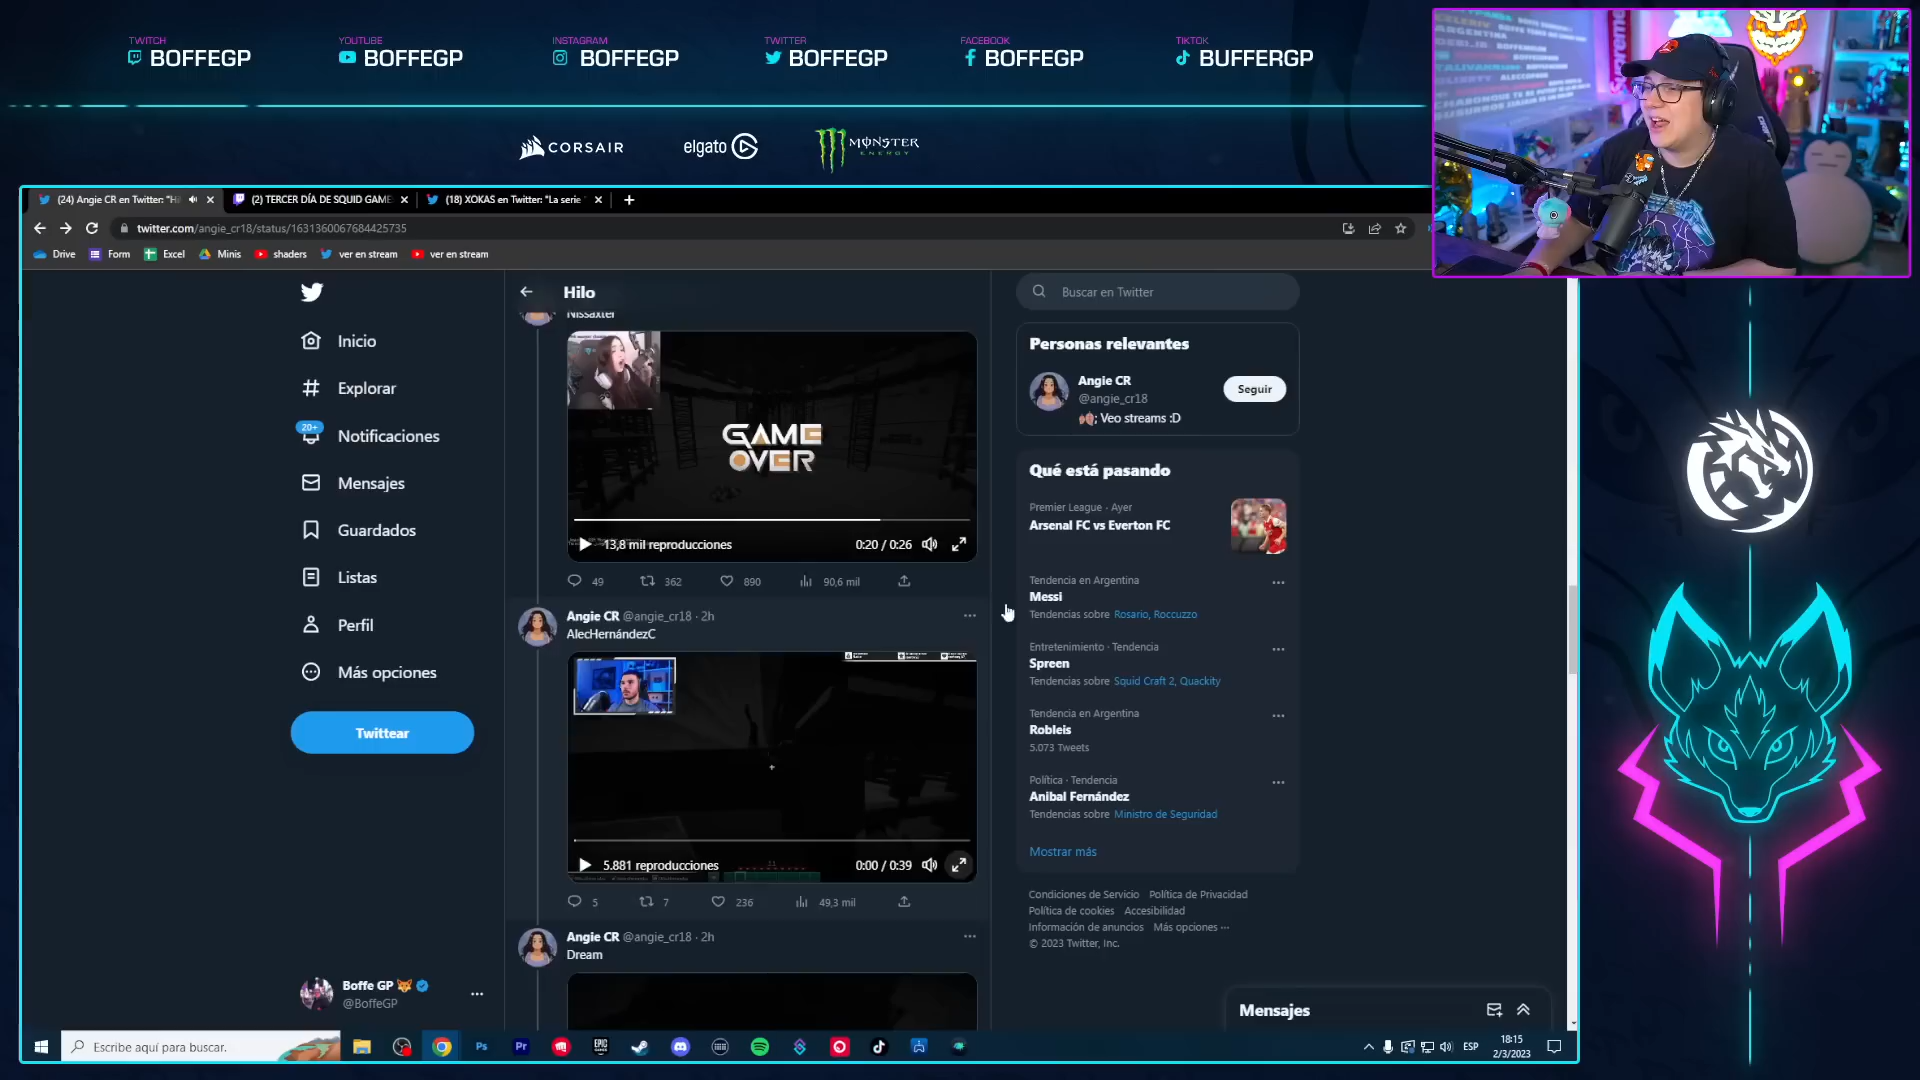 TWITCH
BOFFEGP
YOUTUBE
BOFFEGP
INSTAGRAM
BOFFEGP
TWITTER
BOFFEGP
FACEBOOK
BOFFEGP
TIKTOK
BUFFERGP
CORSAIR
elgato
MONSTER
ENERGY
(24) Angie CR en Twitter: "Hi
(2) TERCER DÍA DE SQUID GAME
(18) XOKAS en Twitter: "La serie
twitter.com/angie_cr18/status/1631360067684425735
Drive
Form
Excel
Minis
shaders
ver en stream
ver en stream
Inicio
Explorar
20+
Notificaciones
Mensajes
Guardados
Listas
Perfil
Más opciones
Twittear
Boffe GP
@BoffeGP
Hilo
Nissaxter
GAME
OVER
13,8 mil reproducciones
0:20 / 0:26
49
362
890
90,6 mil
Angie CR @angie_cr18 · 2h
AlecHernándezC
5.881 reproducciones
0:00 / 0:39
5
7
236
49,3 mil
Angie CR @angie_cr18 · 2h
Dream
Buscar en Twitter
Personas relevantes
Angie CR
@angie_cr18
Seguir
: Veo streams :D
Qué está pasando
Premier League · Ayer
Arsenal FC vs Everton FC
Tendencia en Argentina
Messi
Tendencias sobre Rosario, Roccuzzo
Entretenimiento · Tendencia
Spreen
Tendencias sobre Squid Craft 2, Quackity
Tendencia en Argentina
Robleis
5.073 Tweets
Política · Tendencia
Anibal Fernández
Tendencias sobre Ministro de Seguridad
Mostrar más
Condiciones de Servicio Política de Privacidad
Política de cookies Accesibilidad
Información de anuncios Más opciones ···
© 2023 Twitter, Inc.
Mensajes
Escribe aquí para buscar.
Ps
Pr
EPIC
ESP
18:15
2/3/2023